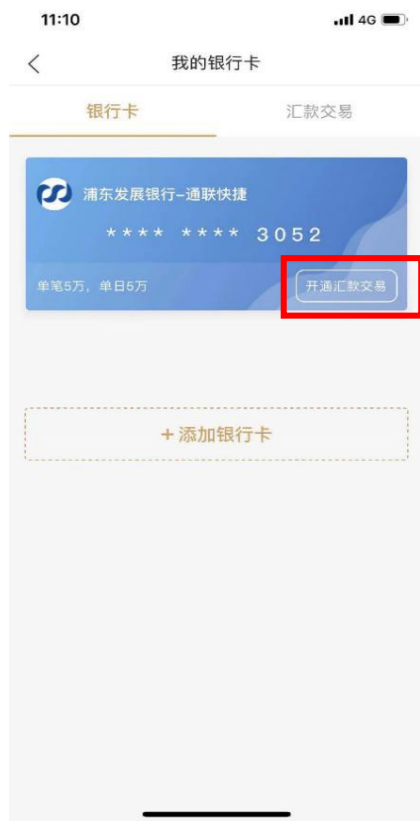 11:10
4G
我的银行卡
银行卡
汇款交易
浦东发展银行-通联快捷
**** **** 3052
单笔5万，单日5万
开通汇款交易
+添加银行卡